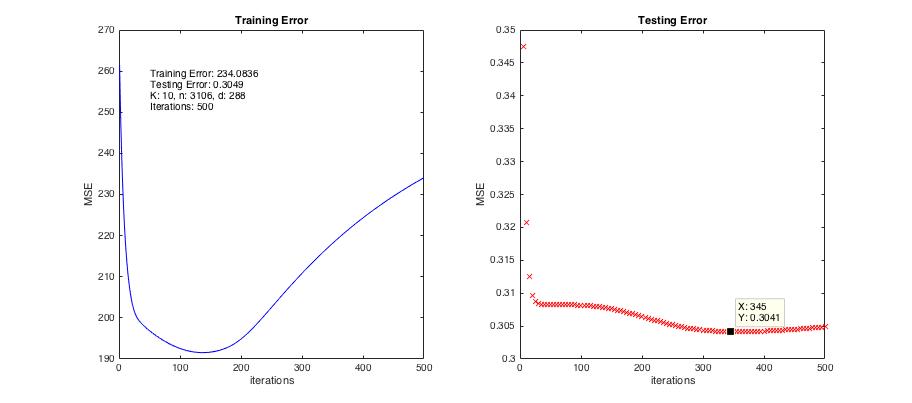 Training Error
270
260
250
240
230
220
210
200
190
MSE
Training Error: 234.0836
Testing Error: 0.3049
K: 10, n: 3106, d: 288
Iterations: 500
0
100
200
300
400
500
iterations
Testing Error
0.35
0.345
0.34
0.335
0.33
0.325
0.32
0.315
0.31
0.305
0.3
MSE
X: 345
Y: 0.3041
0
100
200
300
400
500
iterations